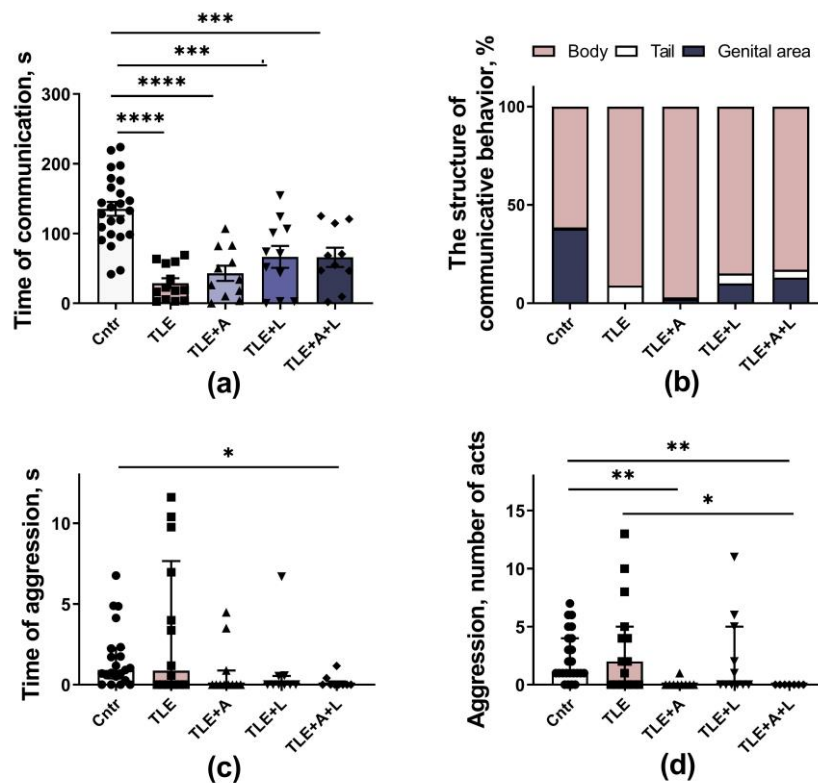 ***
***
****
****
Time of communication, s
300
200
100
0
Cntr
TLE
TLE+A
TLE+L
TLE+A+L
(a)
Body Tail Genital area
The structure of
communicative behavior, %
100
50
0
Cntr
TLE
TLE+A
TLE+L
TLE+A+L
(b)
*
Time of aggression, s
10
5
0
Cntr
TLE
TLE+A
TLE+L
TLE+A+L
(c)
**
**
*
Aggression, number of acts
15
10
5
0
Cntr
TLE
TLE+A
TLE+L
TLE+A+L
(d)